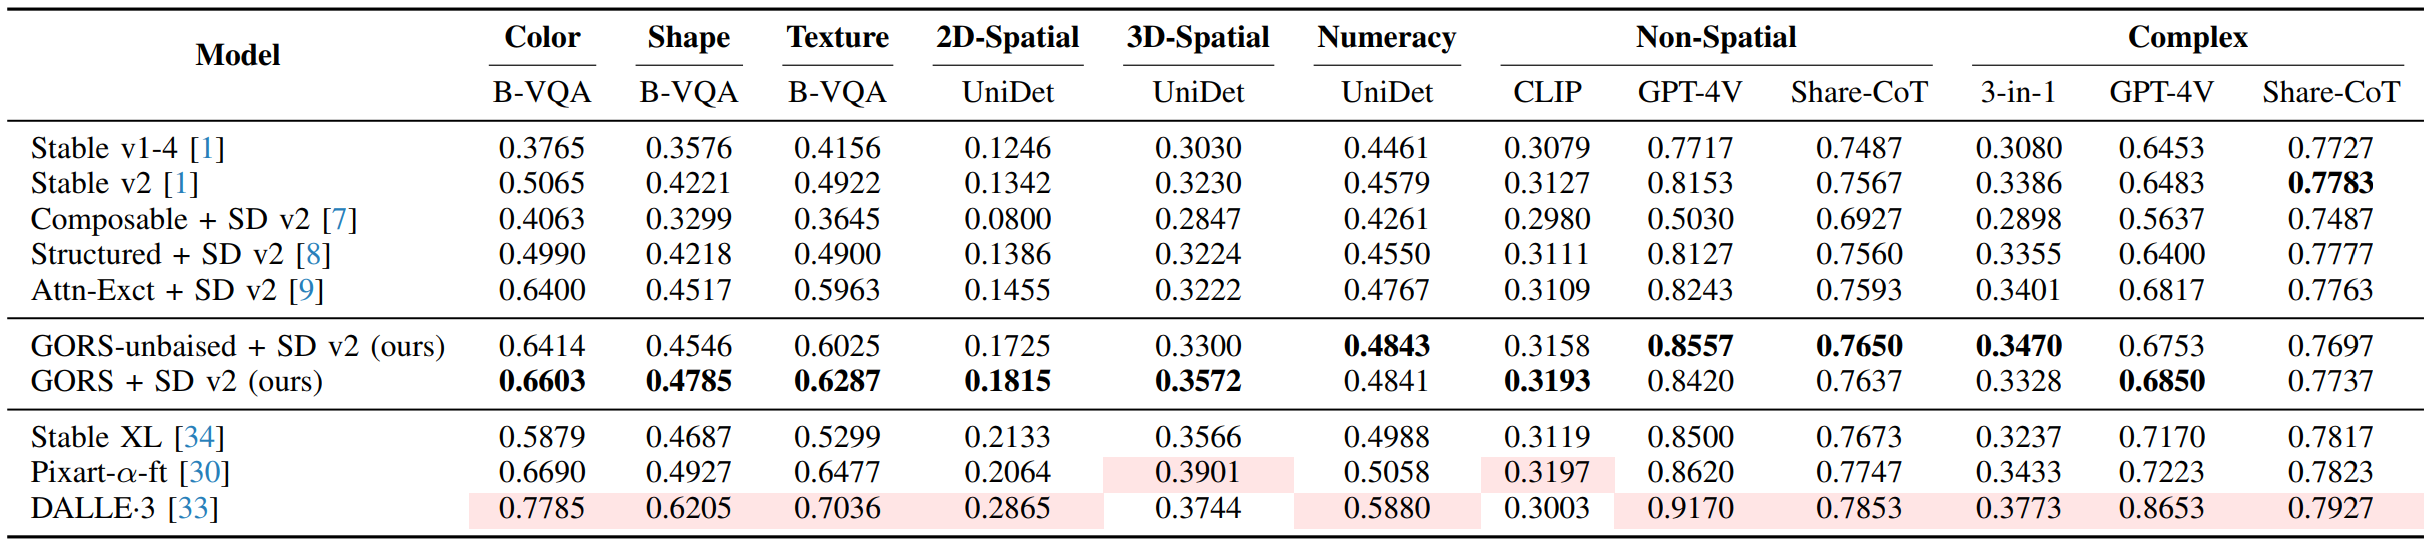 Model Color Shape Texture 2D-Spatial 3D-Spatial Numeracy Non-Spatial Complex
B-VQA B-VQA B-VQA UniDet UniDet UniDet CLIP GPT-4V Share-CoT 3-in-1 GPT-4V Share-CoT
Stable v1-4 [1] 0.3765 0.3576 0.4156 0.1246 0.3030 0.4461 0.3079 0.7717 0.7487 0.3080 0.6453 0.7727
Stable v2 [1] 0.5065 0.4221 0.4922 0.1342 0.3230 0.4579 0.3127 0.8153 0.7567 0.3386 0.6483 0.7783
Composable + SD v2 [7] 0.4063 0.3299 0.3645 0.0800 0.2847 0.4261 0.2980 0.5030 0.6927 0.2898 0.5637 0.7487
Structured + SD v2 [8] 0.4990 0.4218 0.4900 0.1386 0.3224 0.4550 0.3111 0.8127 0.7560 0.3355 0.6400 0.7777
Attn-Exct + SD v2 [9] 0.6400 0.4517 0.5963 0.1455 0.3222 0.4767 0.3109 0.8243 0.7593 0.3401 0.6817 0.7763
GORS-unbaised + SD v2 (ours) 0.6414 0.4546 0.6025 0.1725 0.3300 0.4843 0.3158 0.8557 0.7650 0.3470 0.6753 0.7697
GORS + SD v2 (ours) 0.6603 0.4785 0.6287 0.1815 0.3572 0.4841 0.3193 0.8420 0.7637 0.3328 0.6850 0.7737
Stable XL [34] 0.5879 0.4687 0.5299 0.2133 0.3566 0.4988 0.3119 0.8500 0.7673 0.3237 0.7170 0.7817
Pixart-α-ft [30] 0.6690 0.4927 0.6477 0.2064 0.3901 0.5058 0.3197 0.8620 0.7747 0.3433 0.7223 0.7823
DALLE·3 [33] 0.7785 0.6205 0.7036 0.2865 0.3744 0.5880 0.3003 0.9170 0.7853 0.3773 0.8653 0.7927